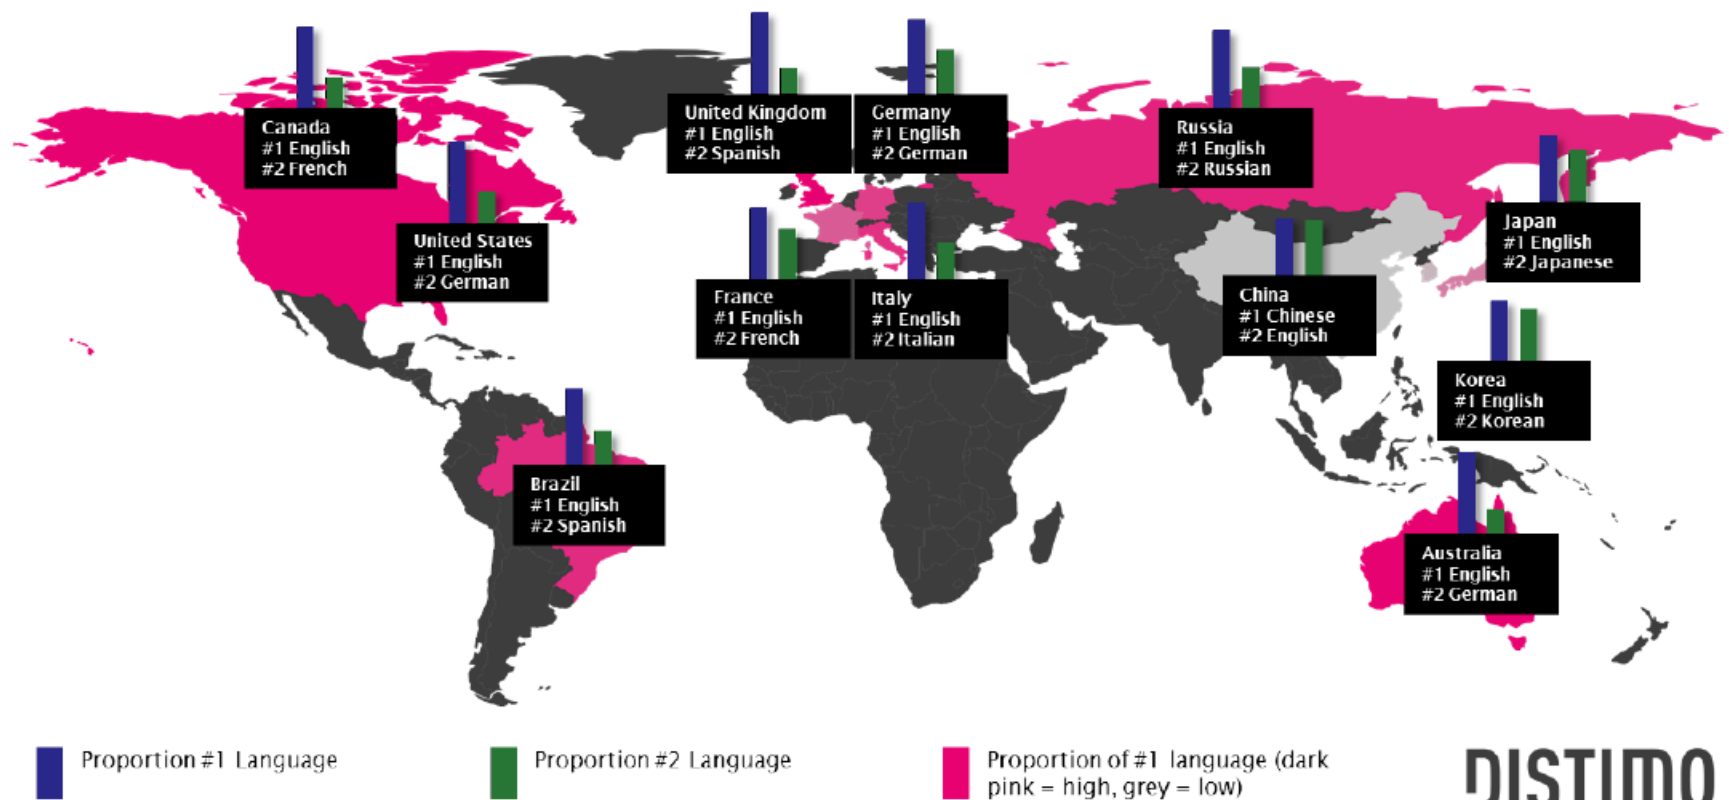 Canada
#1 English
#2 French
United States
#1 English
#2 German
United Kingdom
#1 English
#2 Spanish
Germany
#1 English
#2 German
Russia
#1 English
#2 Russian
Japan
#1 English
#2 Japanese
France
#1 English
#2 French
Italy
#1 English
#2 Italian
China
#1 Chinese
#2 English
Korea
#1 English
#2 Korean
Brazil
#1 English
#2 Spanish
Australia
#1 English
#2 German
Proportion #1 Language
Proportion #2 Language
Proportion of #1 language (dark
pink = high, grey = low)
DISTIMO